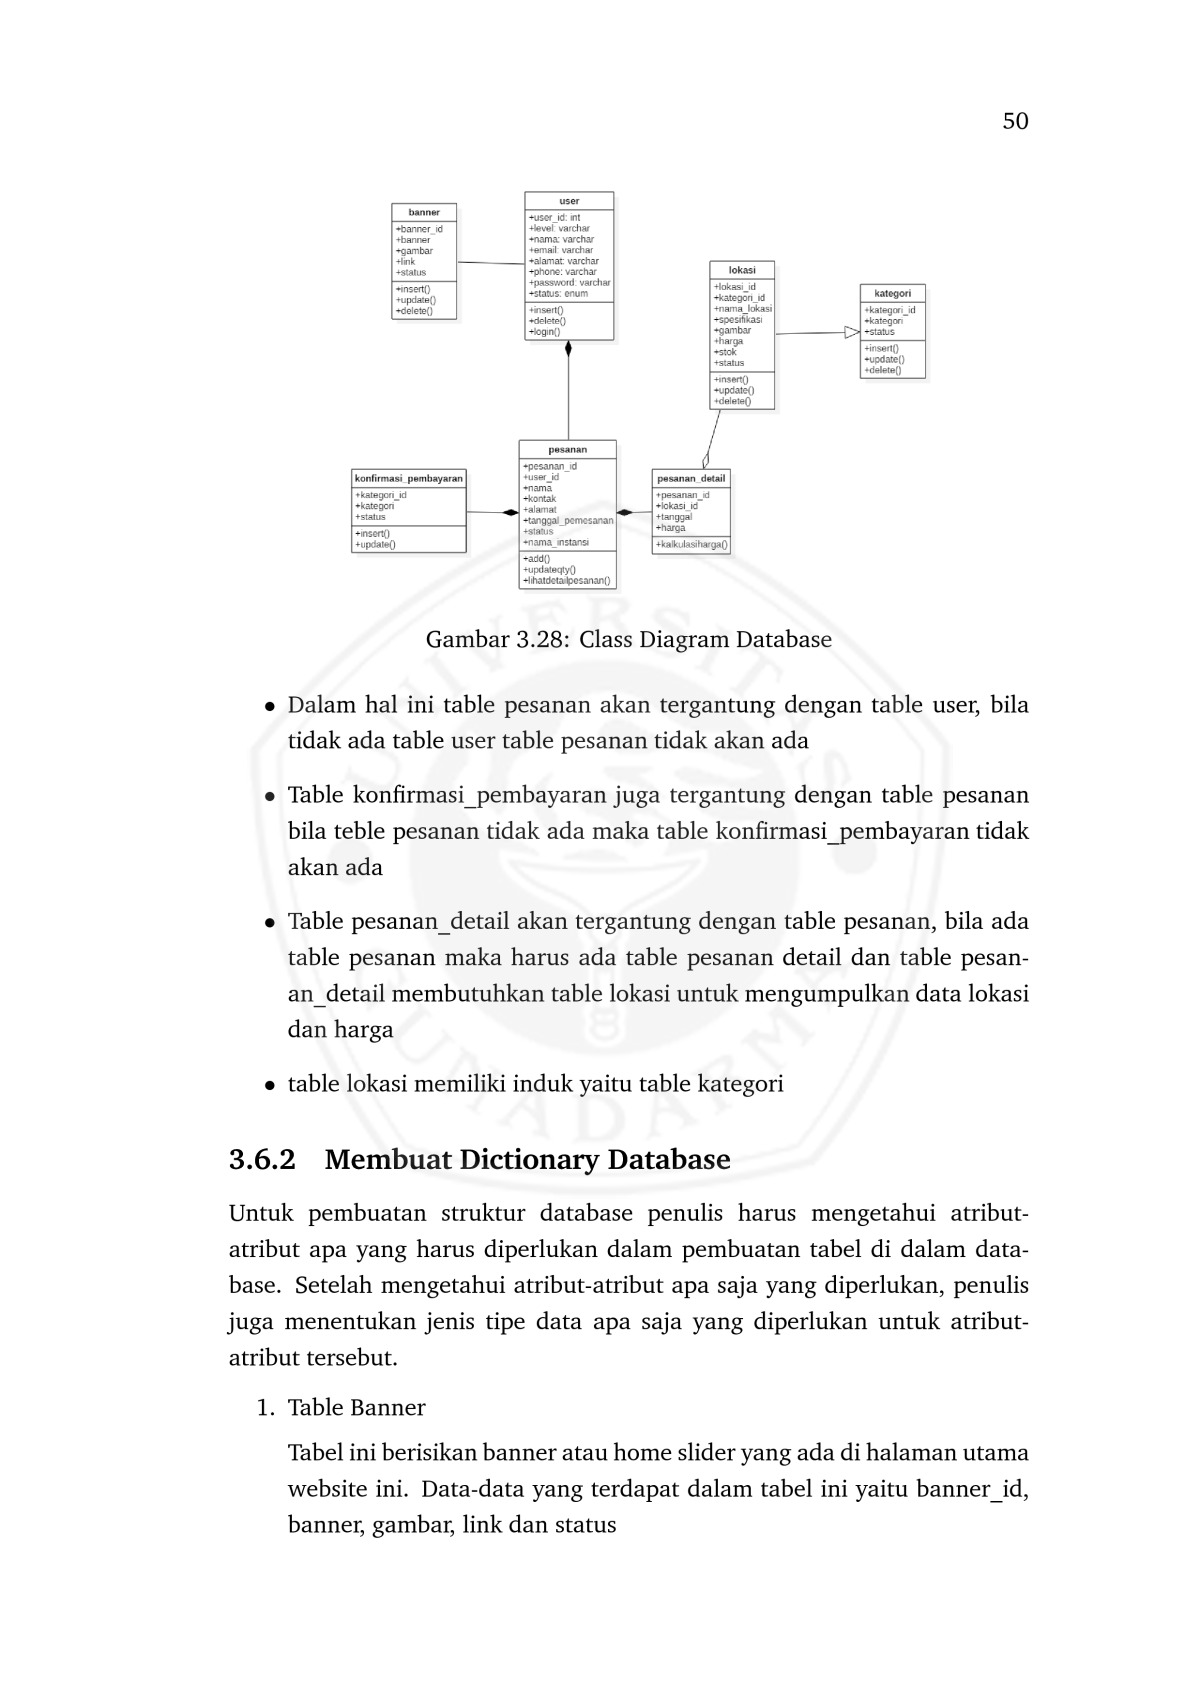 50
banner
+banner_id
+banner
+gambar
+link
+status
+insert()
+update()
+delete()
user
+user_id: int
+level: varchar
+nama: varchar
+email: varchar
+alamat: varchar
+phone: varchar
+password: varchar
+status: enum
+insert()
+delete()
+login()
lokasi
+lokasi_id
+kategori_id
+nama_lokasi
+spesifikasi
+gambar
+harga
+stok
+status
+insert()
+update()
+delete()
kategori
+kategori_id
+kategori
+status
+insert()
+update()
+delete()
konfirmasi_pembayaran
+kategori_id
+kategori
+status
+insert()
+update()
pesanan
+pesanan_id
+user_id
+nama
+kontak
+alamat
+tanggal_pemesanan
+status
+nama_instansi
+add()
+updateqty()
+lihatdetailpesanan()
pesanan_detail
+pesanan_id
+lokasi_id
+tanggal
+harga
+kalkulasiharga()
Gambar 3.28: Class Diagram Database
• Dalam hal ini table pesanan akan tergantung dengan table user, bila
tidak ada table user table pesanan tidak akan ada
• Table konfirmasi_pembayaran juga tergantung dengan table pesanan
bila teble pesanan tidak ada maka table konfirmasi_pembayaran tidak
akan ada
• Table pesanan_detail akan tergantung dengan table pesanan, bila ada
table pesanan maka harus ada table pesanan detail dan table pesan-
an_detail membutuhkan table lokasi untuk mengumpulkan data lokasi
dan harga
• table lokasi memiliki induk yaitu table kategori
3.6.2 Membuat Dictionary Database
Untuk pembuatan struktur database penulis harus mengetahui atribut-
atribut apa yang harus diperlukan dalam pembuatan tabel di dalam data-
base. Setelah mengetahui atribut-atribut apa saja yang diperlukan, penulis
juga menentukan jenis tipe data apa saja yang diperlukan untuk atribut-
atribut tersebut.
1. Table Banner
Tabel ini berisikan banner atau home slider yang ada di halaman utama
website ini. Data-data yang terdapat dalam tabel ini yaitu banner_id,
banner, gambar, link dan status
UNIVERSITAS
GUNADARMA